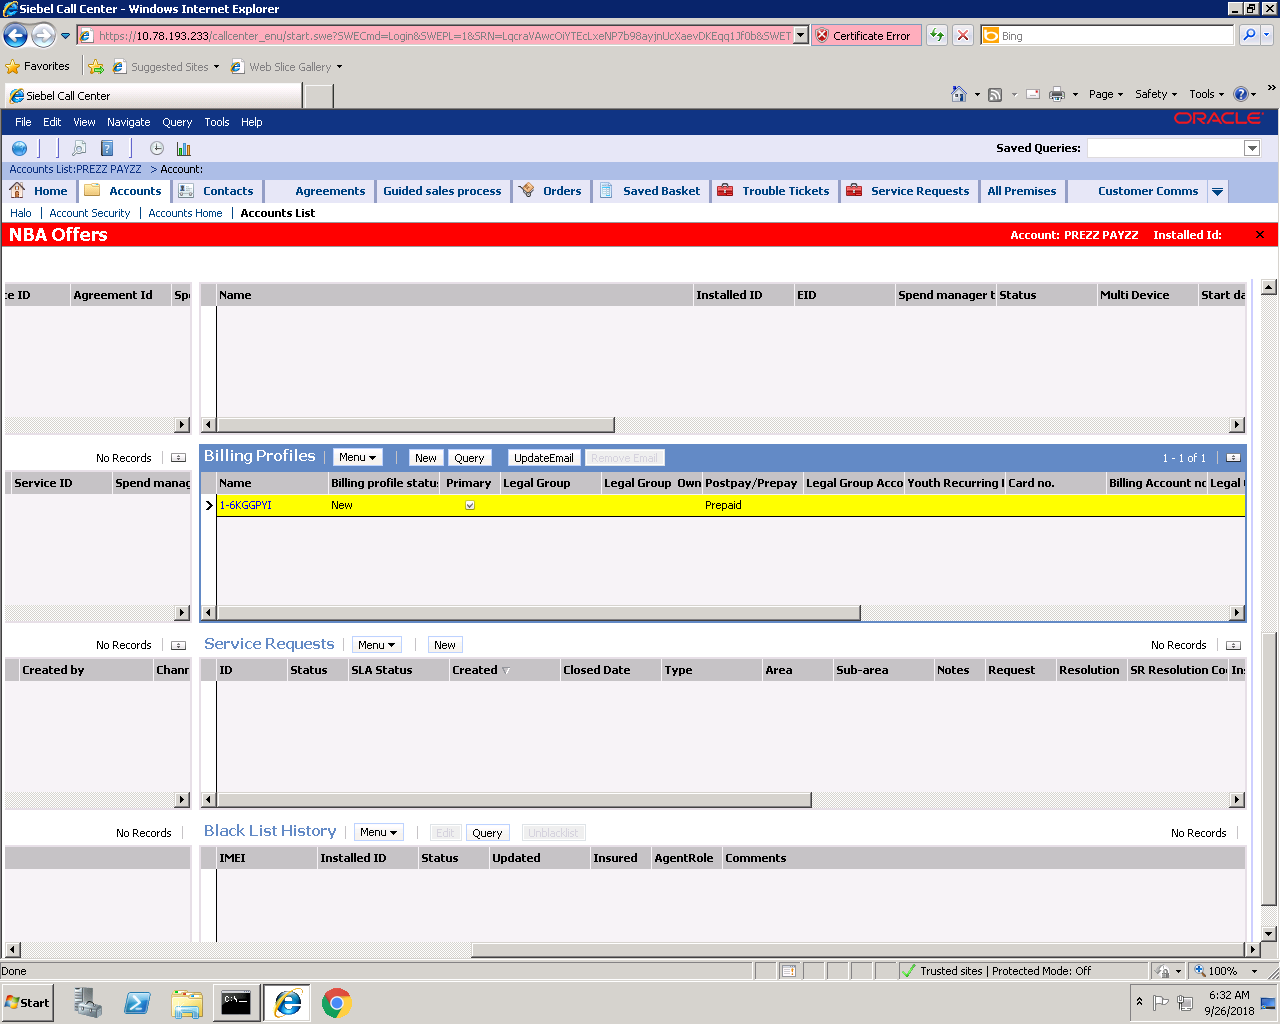 Siebel Call Center - Windows Internet Explorer
https://10.78.193.233/callcenter_enu/start.swe?SWECmd=Login&SWEPL=1&SRN= Certificate Error Bing
Favorites Suggested Sites Web Slice Gallery
Siebel Call Center Page Safety Tools
File Edit View Navigate Query Tools Help ORACLE
Saved Queries:
Accounts List:PREZZ PAYZZ > Account:
Home Accounts Contacts Agreements Guided sales process Orders Saved Basket Trouble Tickets Service Requests All Premises Customer Comms
Halo Account Security Accounts Home Accounts List
NBA Offers Account: PREZZ PAYZZ Installed Id:
ce ID Agreement Id Spe Name Installed ID EID Spend manager t Status Multi Device Start da
No Records Billing Profiles Menu New Query UpdateEmail Remove Email 1 - 1 of 1
Service ID Spend manag Name Billing profile statu Primary Legal Group Legal Group Own Postpay/Prepay Legal Group Acco Youth Recurring Card no. Billing Account no Legal
1-6KGGPYI New Prepaid
No Records Service Requests Menu New No Records
Created by Chann ID Status SLA Status Created Closed Date Type Area Sub-area Notes Request Resolution SR Resolution Co Ins
No Records Black List History Menu Edit Query Unblacklist No Records
IMEI Installed ID Status Updated Insured AgentRole Comments
Done Trusted sites | Protected Mode: Off 100%
Start 6:32 AM
9/26/2018